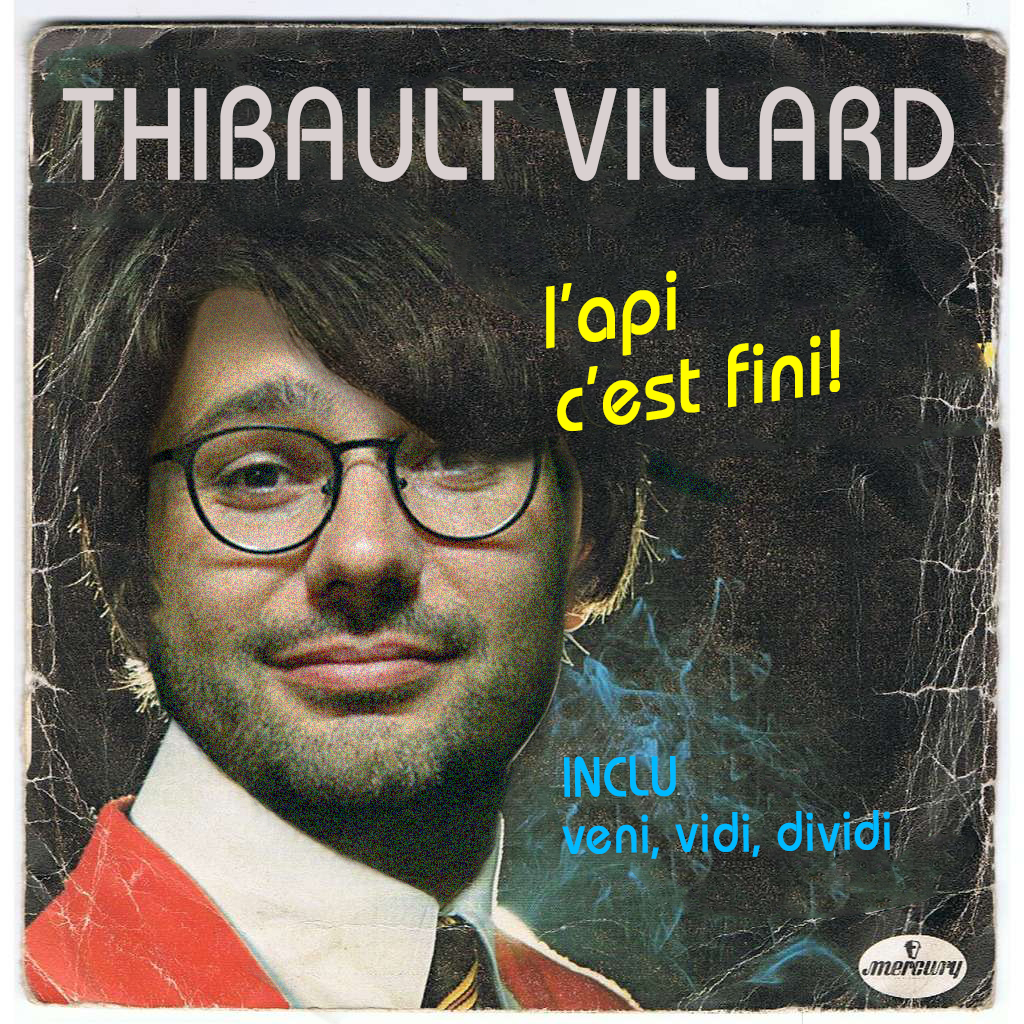 THIBAULT VILLARD
l'api
c'est fini!
INCLU
veni, vidi, dividi
mercury